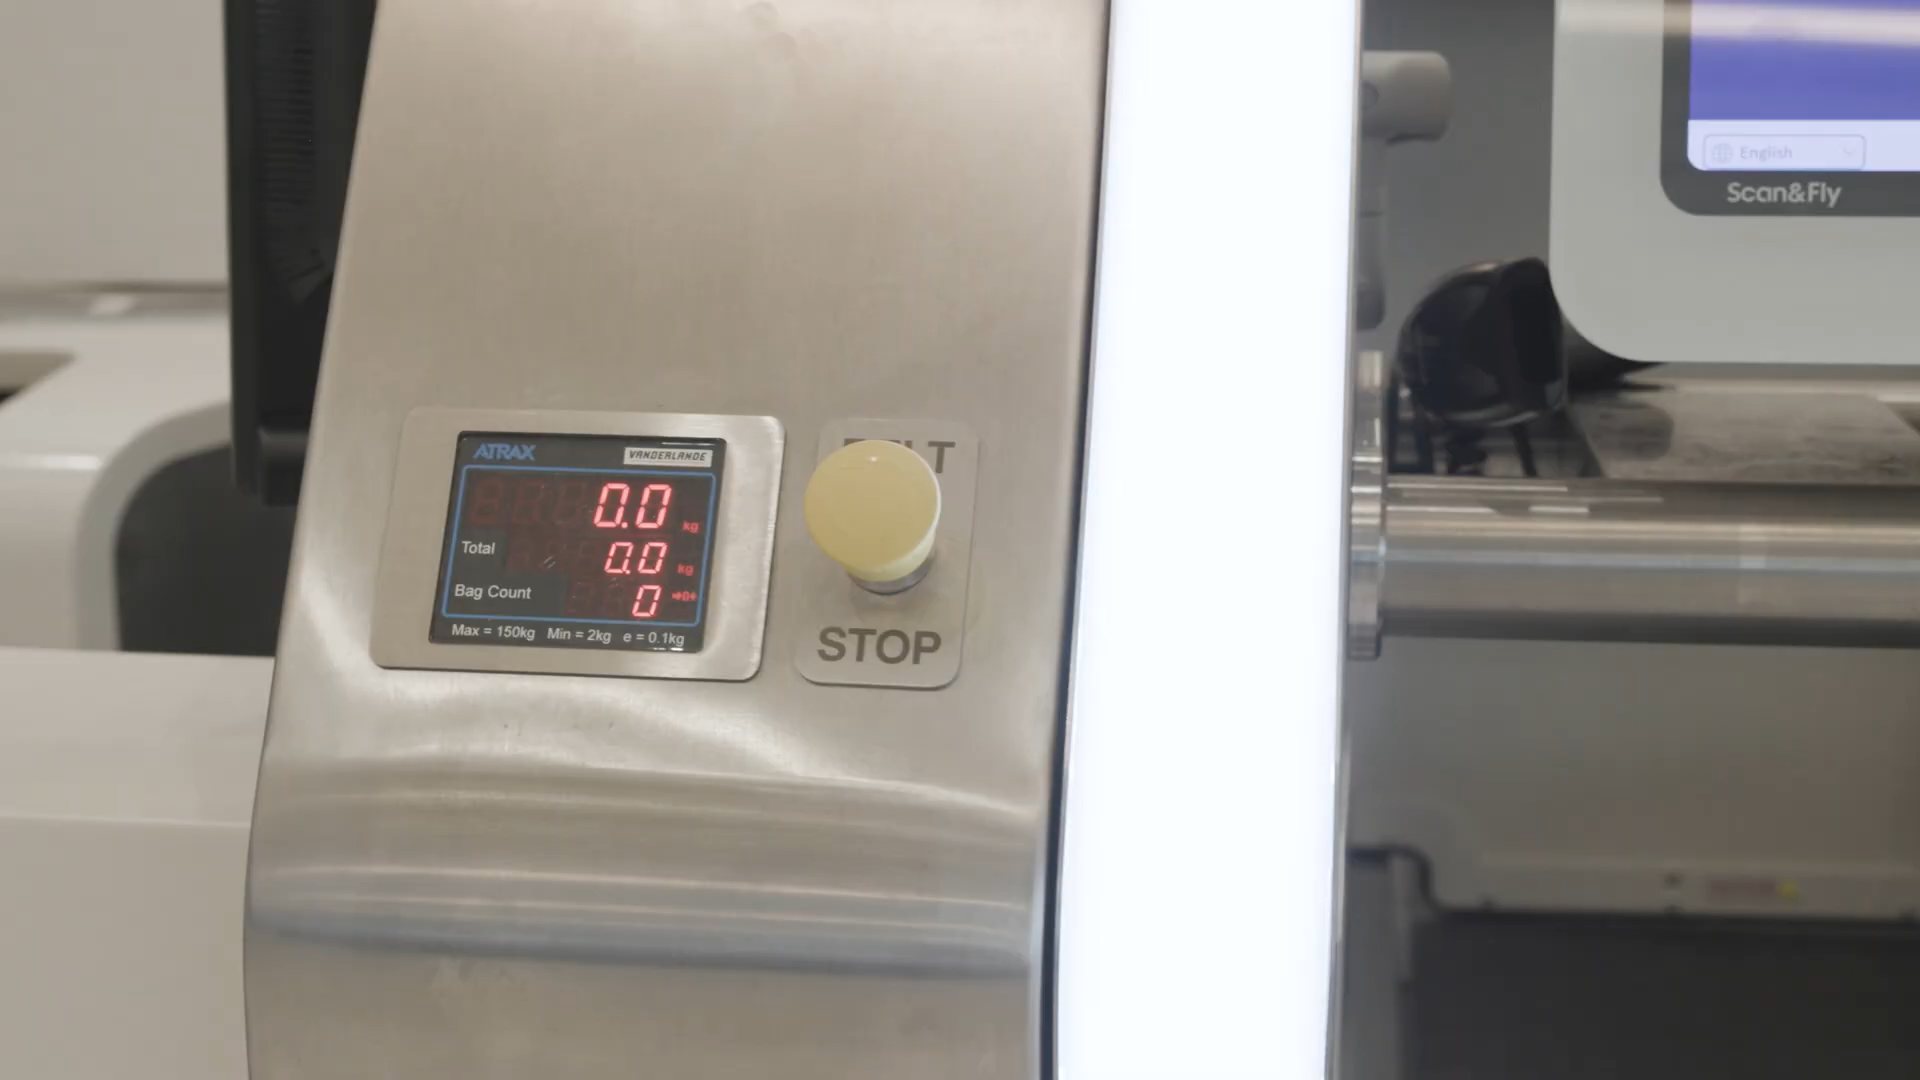 English
Scan&Fly
ATRAX
VANDERLANDE
0.0 kg
Total 0.0 kg
Bag Count 0 →0←
Max = 150kg Min = 2kg e = 0.1kg
STOP